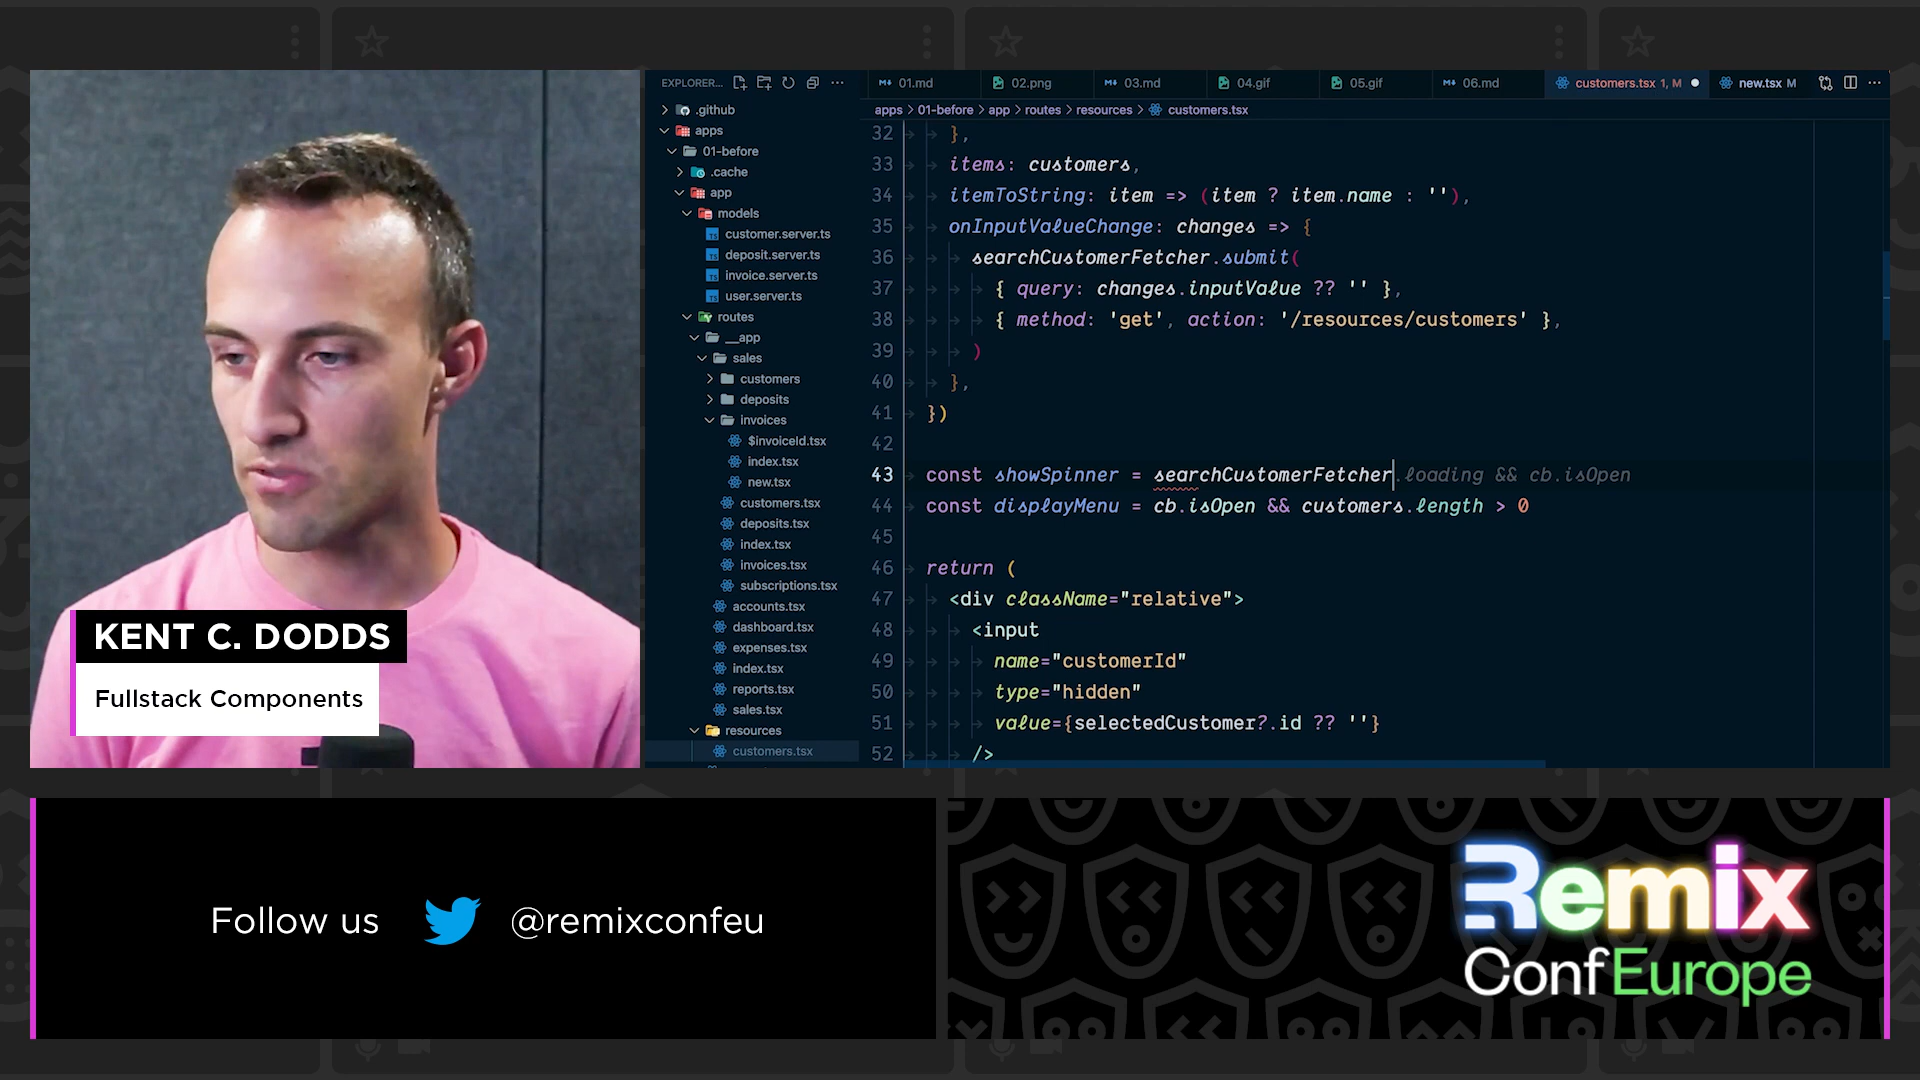 KENT C. DODDS
Fullstack Components
EXPLORER...
.github
apps
01-before
.cache
app
models
customer.server.ts
deposit.server.ts
invoice.server.ts
user.server.ts
routes
__app
sales
customers
deposits
invoices
$invoiceId.tsx
index.tsx
new.tsx
customers.tsx
deposits.tsx
index.tsx
invoices.tsx
subscriptions.tsx
accounts.tsx
dashboard.tsx
expenses.tsx
index.tsx
reports.tsx
sales.tsx
resources
customers.tsx
01.md 02.png 03.md 04.gif 05.gif 06.md customers.tsx 1, M new.tsx M
apps > 01-before > app > routes > resources > customers.tsx
32 },
33 items: customers,
34 itemToString: item => (item ? item.name : ''),
35 onInputValueChange: changes => {
36 searchCustomerFetcher.submit(
37 { query: changes.inputValue ?? '' },
38 { method: 'get', action: '/resources/customers' },
39 )
40 },
41 })
42
43 const showSpinner = searchCustomerFetcher.loading && cb.isOpen
44 const displayMenu = cb.isOpen && customers.length > 0
45
46 return (
47 <div className="relative">
48 <input
49 name="customerId"
50 type="hidden"
51 value={selectedCustomer?.id ?? ''}
52 />
Follow us @remixconfeu
Remix
Conf Europe